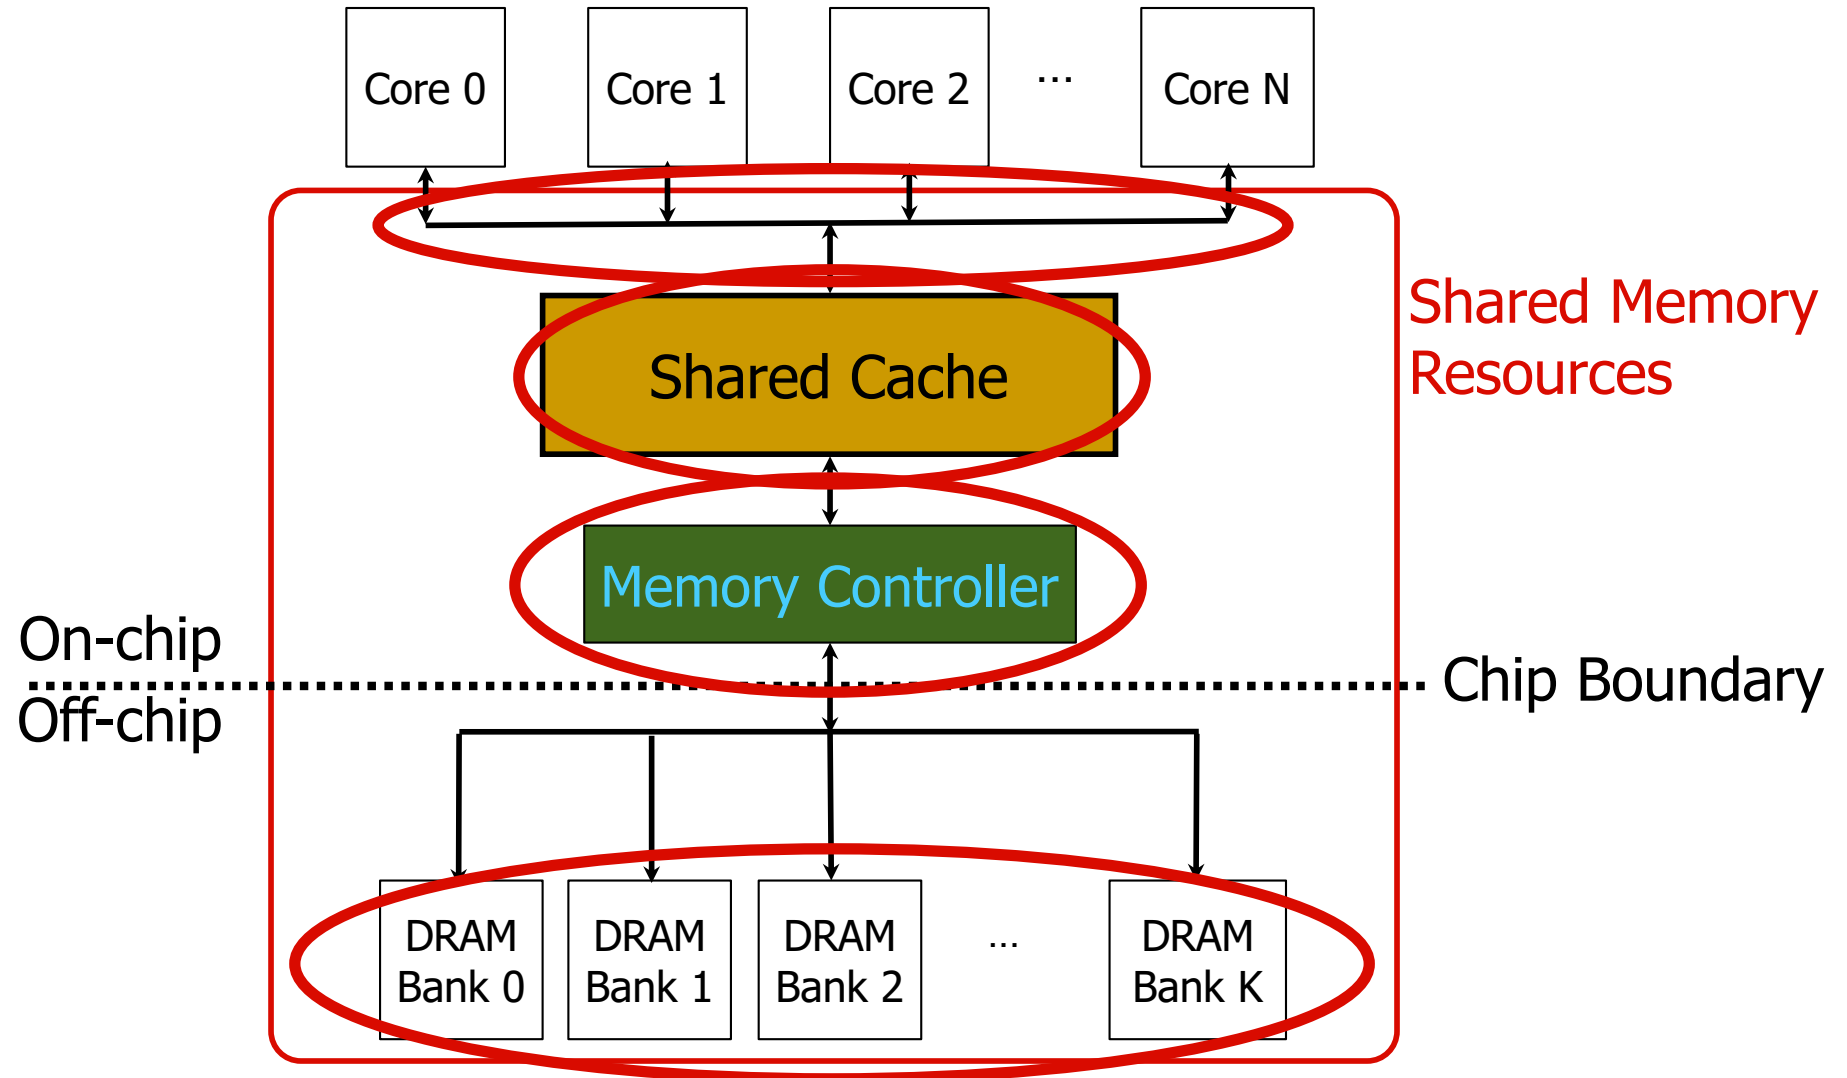 Core 0
Core 1
Core 2
...
Core N
Shared Memory
Resources
Shared Cache
Memory Controller
On-chip
Chip Boundary
Off-chip
DRAM
Bank 0
DRAM
Bank 1
DRAM
Bank 2
...
DRAM
Bank K